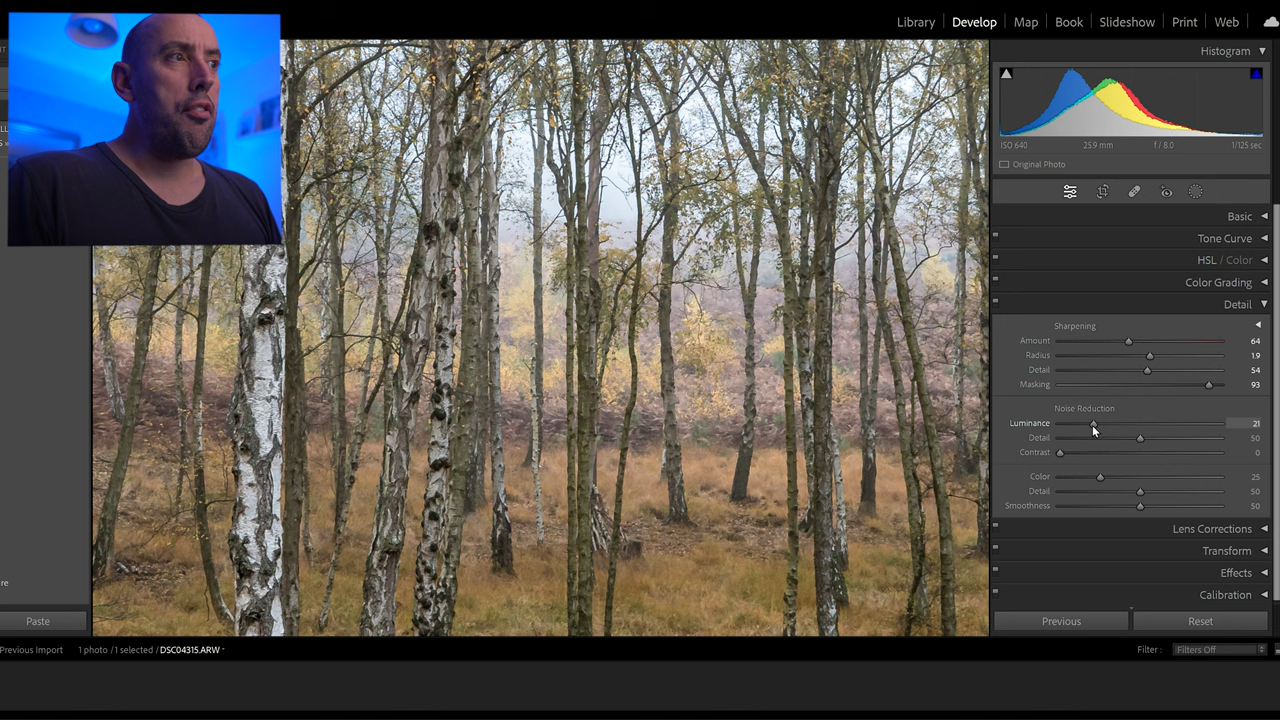 Library | Develop | Map | Book | Slideshow | Print | Web
Histogram
ISO 640 25.9 mm f / 8.0 1/125 sec
Original Photo
Basic
Tone Curve
HSL / Color
Color Grading
Detail
Sharpening
Amount 64
Radius 1.9
Detail 54
Masking 93
Noise Reduction
Luminance 21
Detail 50
Contrast 0
Color 25
Detail 50
Smoothness 50
Lens Corrections
Transform
Effects
Calibration
re
Paste
Previous
Reset
Previous Import 1 photo / 1 selected / DSC04315.ARW
Filter : Filters Off